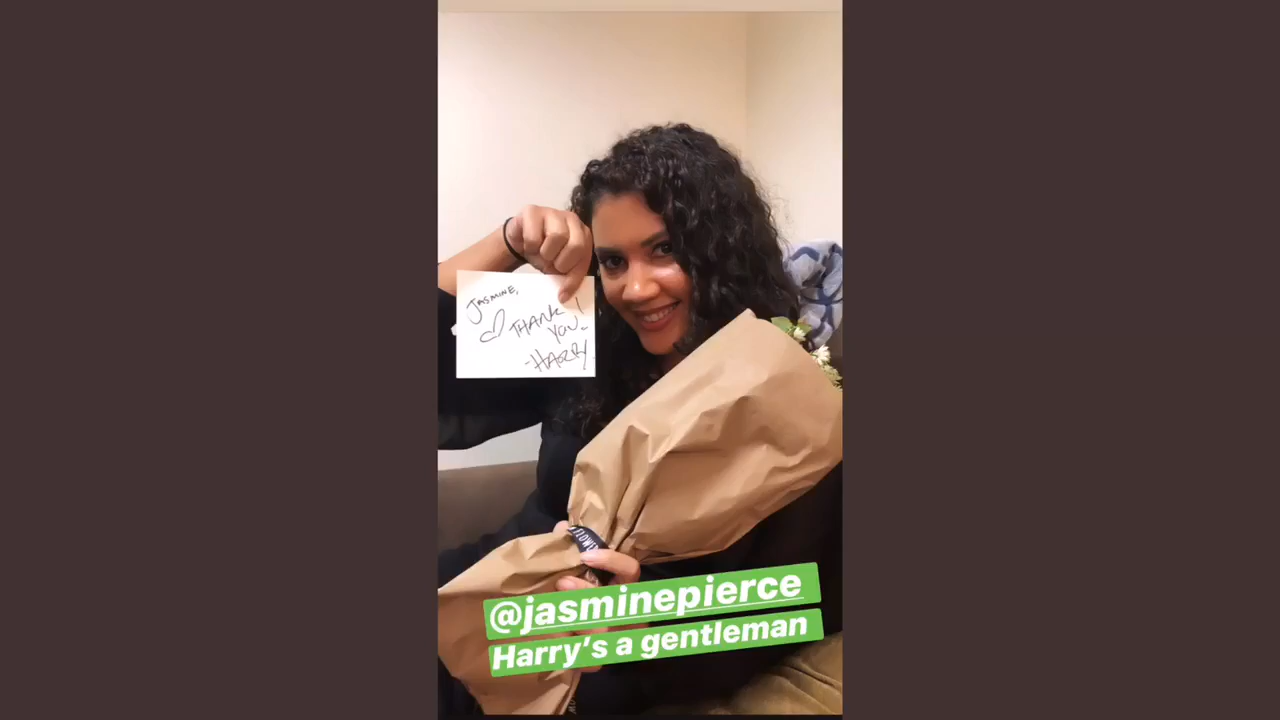 JASMINE,
THANK
YOU!
-HARRY
@jasminepierce
Harry's a gentleman